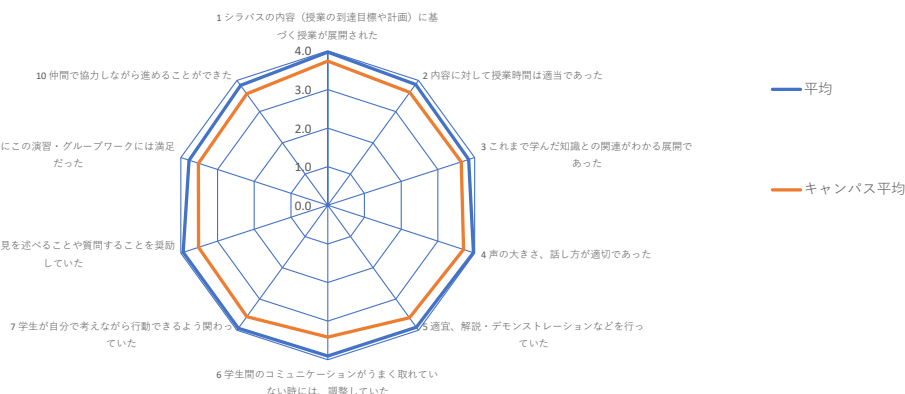 1 シラバスの内容（授業の到達目標や計画）に基
づく授業が展開された
4.0
3.0
2.0
1.0
0.0
2 内容に対して授業時間は適当であった
3 これまで学んだ知識との関連がわかる展開で
あった
4 声の大きさ、話し方が適切であった
5 適宜、解説・デモンストレーションなどを行っ
ていた
6 学生間のコミュニケーションがうまく取れてい
ない時には、調整していた
7 学生が自分で考えながら行動できるよう関わっ
ていた
見を述べることや質問することを奨励
していた
にこの演習・グループワークには満足
だった
10 仲間で協力しながら進めることができた
平均
キャンパス平均